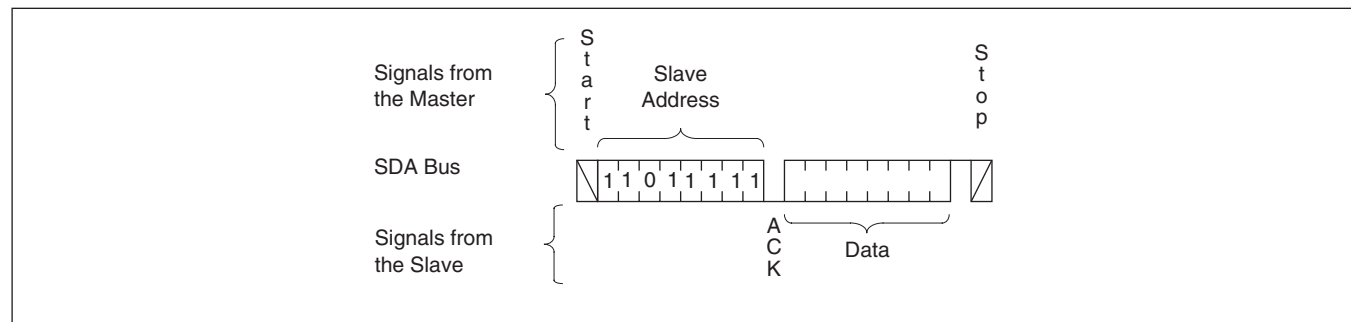 Start
Stop
Signals from
the Master
Slave
Address
SDA Bus
1 1 0 1 1 1 1 1
ACK
Data
Signals from
the Slave